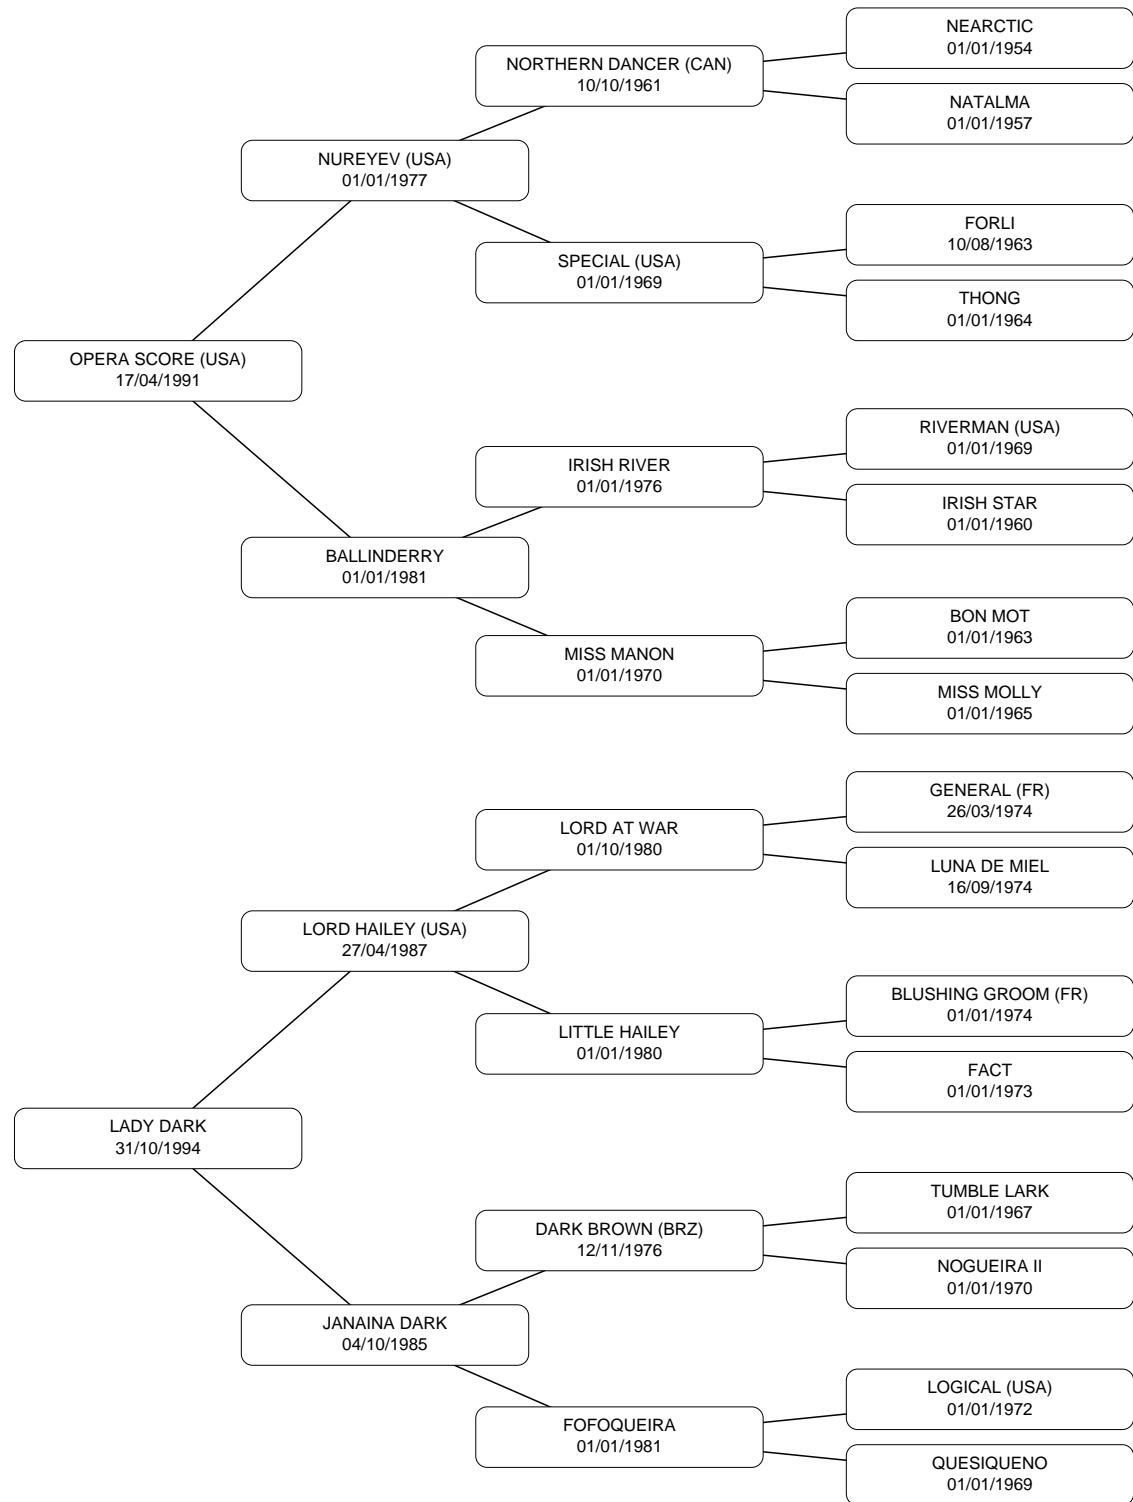 NEARCTIC
01/01/1954
NORTHERN DANCER (CAN)
10/10/1961
NATALMA
01/01/1957
NUREYEV (USA)
01/01/1977
FORLI
10/08/1963
SPECIAL (USA)
01/01/1969
THONG
01/01/1964
OPERA SCORE (USA)
17/04/1991
RIVERMAN (USA)
01/01/1969
IRISH RIVER
01/01/1976
IRISH STAR
01/01/1960
BALLINDERRY
01/01/1981
BON MOT
01/01/1963
MISS MANON
01/01/1970
MISS MOLLY
01/01/1965
GENERAL (FR)
26/03/1974
LORD AT WAR
01/10/1980
LUNA DE MIEL
16/09/1974
LORD HAILEY (USA)
27/04/1987
BLUSHING GROOM (FR)
01/01/1974
LITTLE HAILEY
01/01/1980
FACT
01/01/1973
LADY DARK
31/10/1994
TUMBLE LARK
01/01/1967
DARK BROWN (BRZ)
12/11/1976
NOGUEIRA II
01/01/1970
JANAINA DARK
04/10/1985
LOGICAL (USA)
01/01/1972
FOFOQUEIRA
01/01/1981
QUESIQUENO
01/01/1969